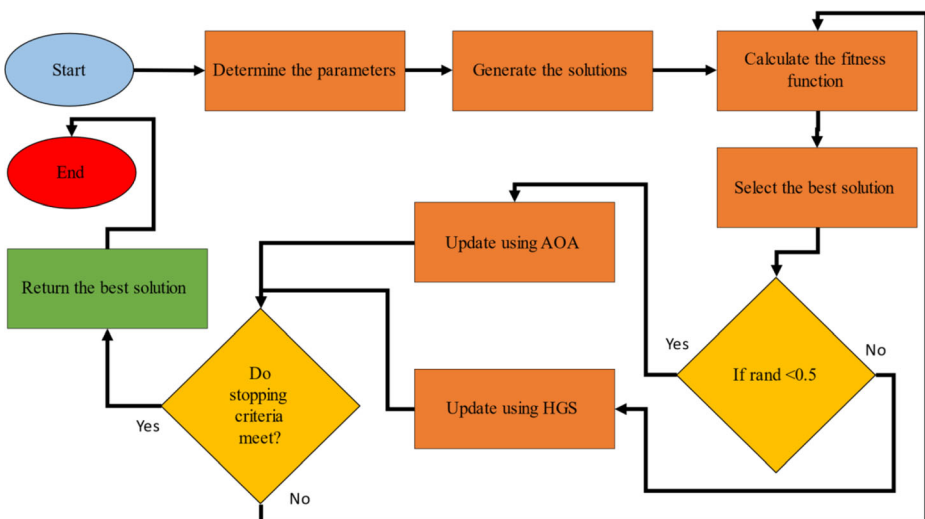 Start
Determine the parameters
Generate the solutions
Calculate the fitness
function
Select the best solution
If rand <0.5
Yes
No
Update using AOA
Update using HGS
Do
stopping
criteria
meet?
Yes
No
Return the best solution
End